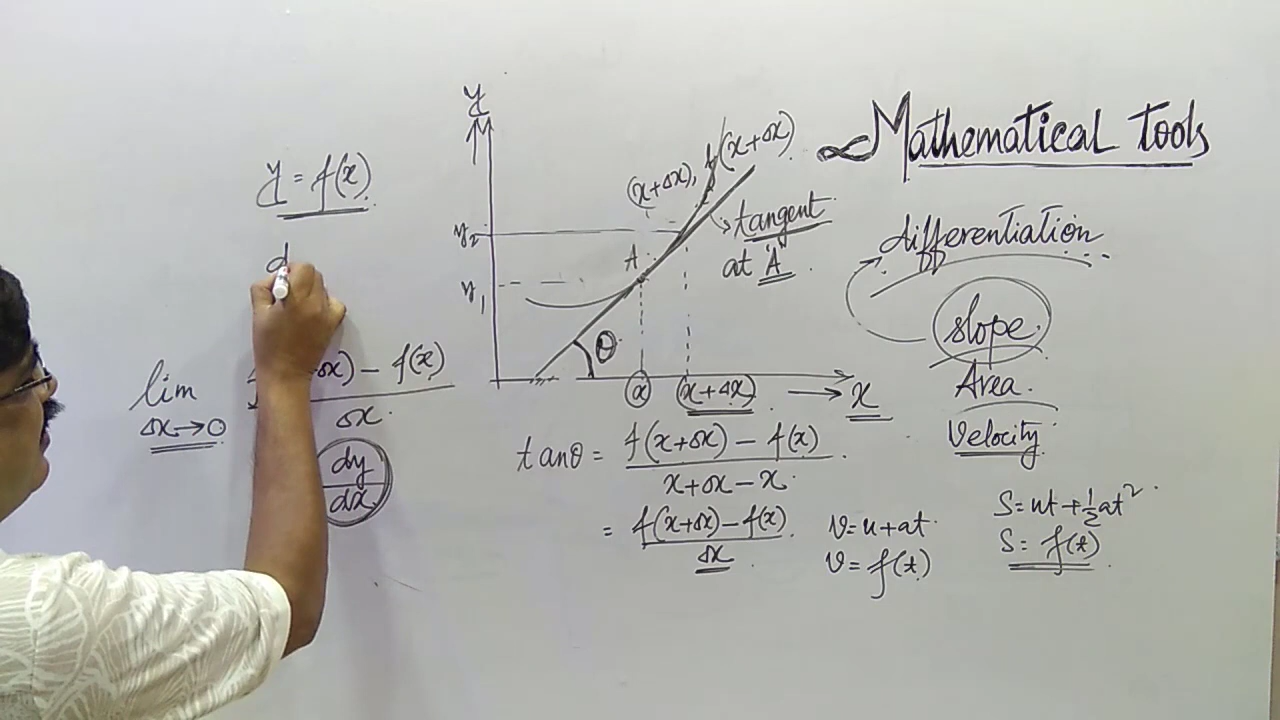 Mathematical Tools
y = f(x)
d
lim
Δx→0
Δx) - f(x)
Δx
dy
dx
y
y₂
y₁
A
(x+Δx), f(x+Δx)
tangent
at 'A'
θ
x
(x+Δx)
→ x
tanθ = f(x+Δx) - f(x)
x+Δx-x
= f(x+Δx)-f(x)
Δx
differentiation
slope
Area
Velocity
v=u+at
v=f(t)
S=ut+½at²
S= f(t)